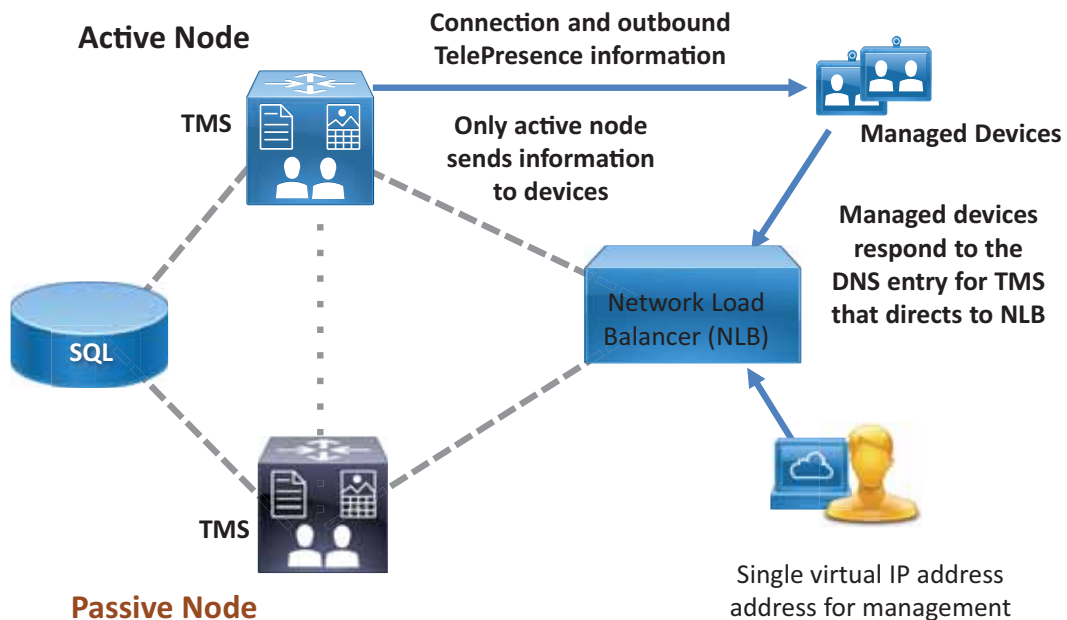 Active Node
Connection and outbound
TelePresence information
TMS
Only active node
sends information
to devices
Managed Devices
Managed devices
respond to the
DNS entry for TMS
that directs to NLB
Network Load
Balancer (NLB)
SQL
TMS
Passive Node
Single virtual IP address
address for management